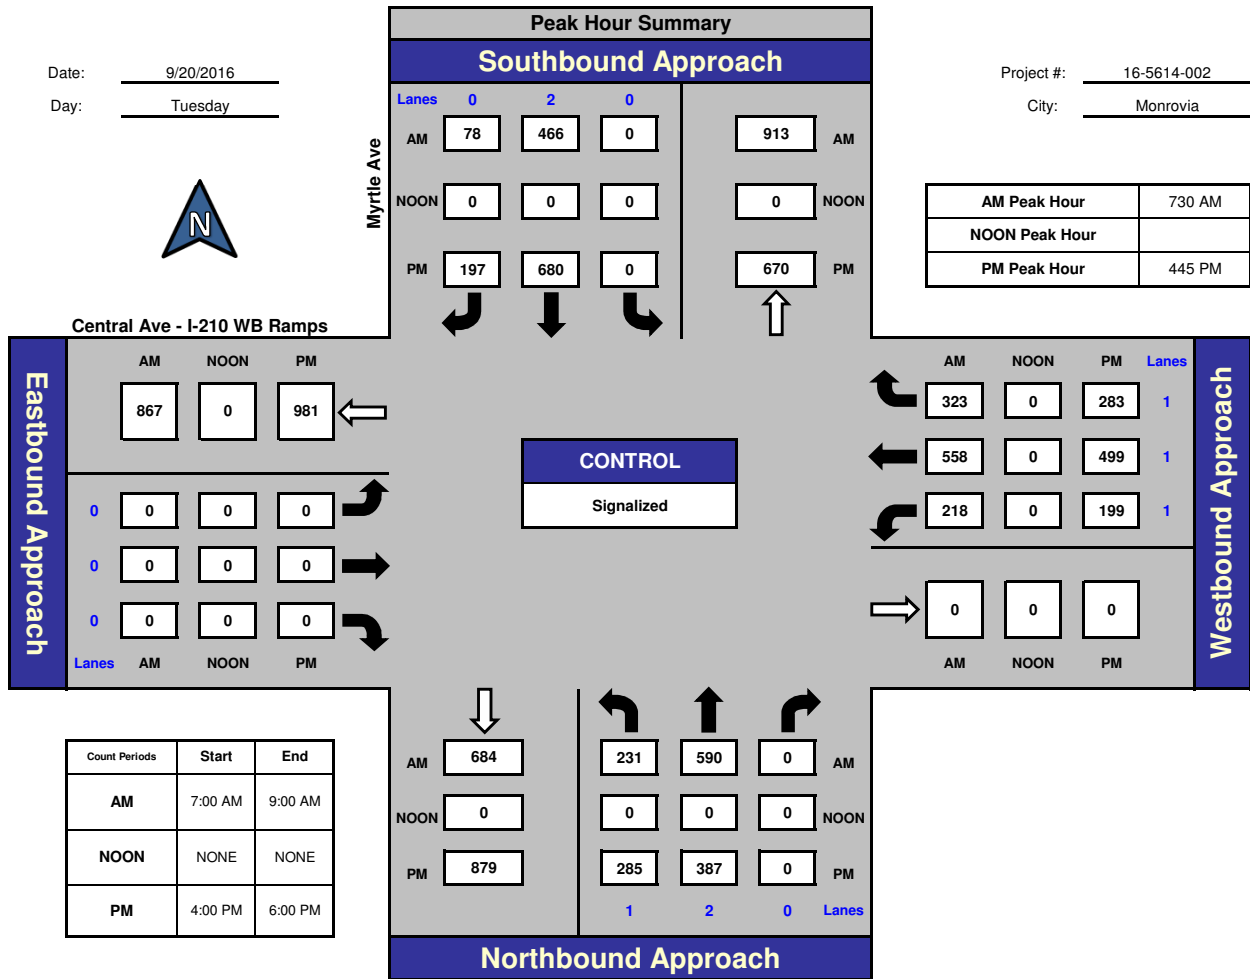 Peak Hour Summary
Southbound Approach
Date: 9/20/2016
Day: Tuesday
Project #: 16-5614-002
City: Monrovia
N
Myrtle Ave
Lanes 0 2 0
AM 78 466 0 913 AM
NOON 0 0 0 0 NOON
PM 197 680 0 670 PM
AM Peak Hour 730 AM
NOON Peak Hour
PM Peak Hour 445 PM
Central Ave - I-210 WB Ramps
Eastbound Approach
AM NOON PM
867 0 981
0 0 0 0
0 0 0 0
0 0 0 0
Lanes AM NOON PM
CONTROL
Signalized
AM NOON PM Lanes
323 0 283 1
558 0 499 1
218 0 199 1
0 0 0
AM NOON PM
Westbound Approach
Count Periods Start End
AM 7:00 AM 9:00 AM
NOON NONE NONE
PM 4:00 PM 6:00 PM
AM 684 231 590 0 AM
NOON 0 0 0 0 NOON
PM 879 285 387 0 PM
1 2 0 Lanes
Northbound Approach